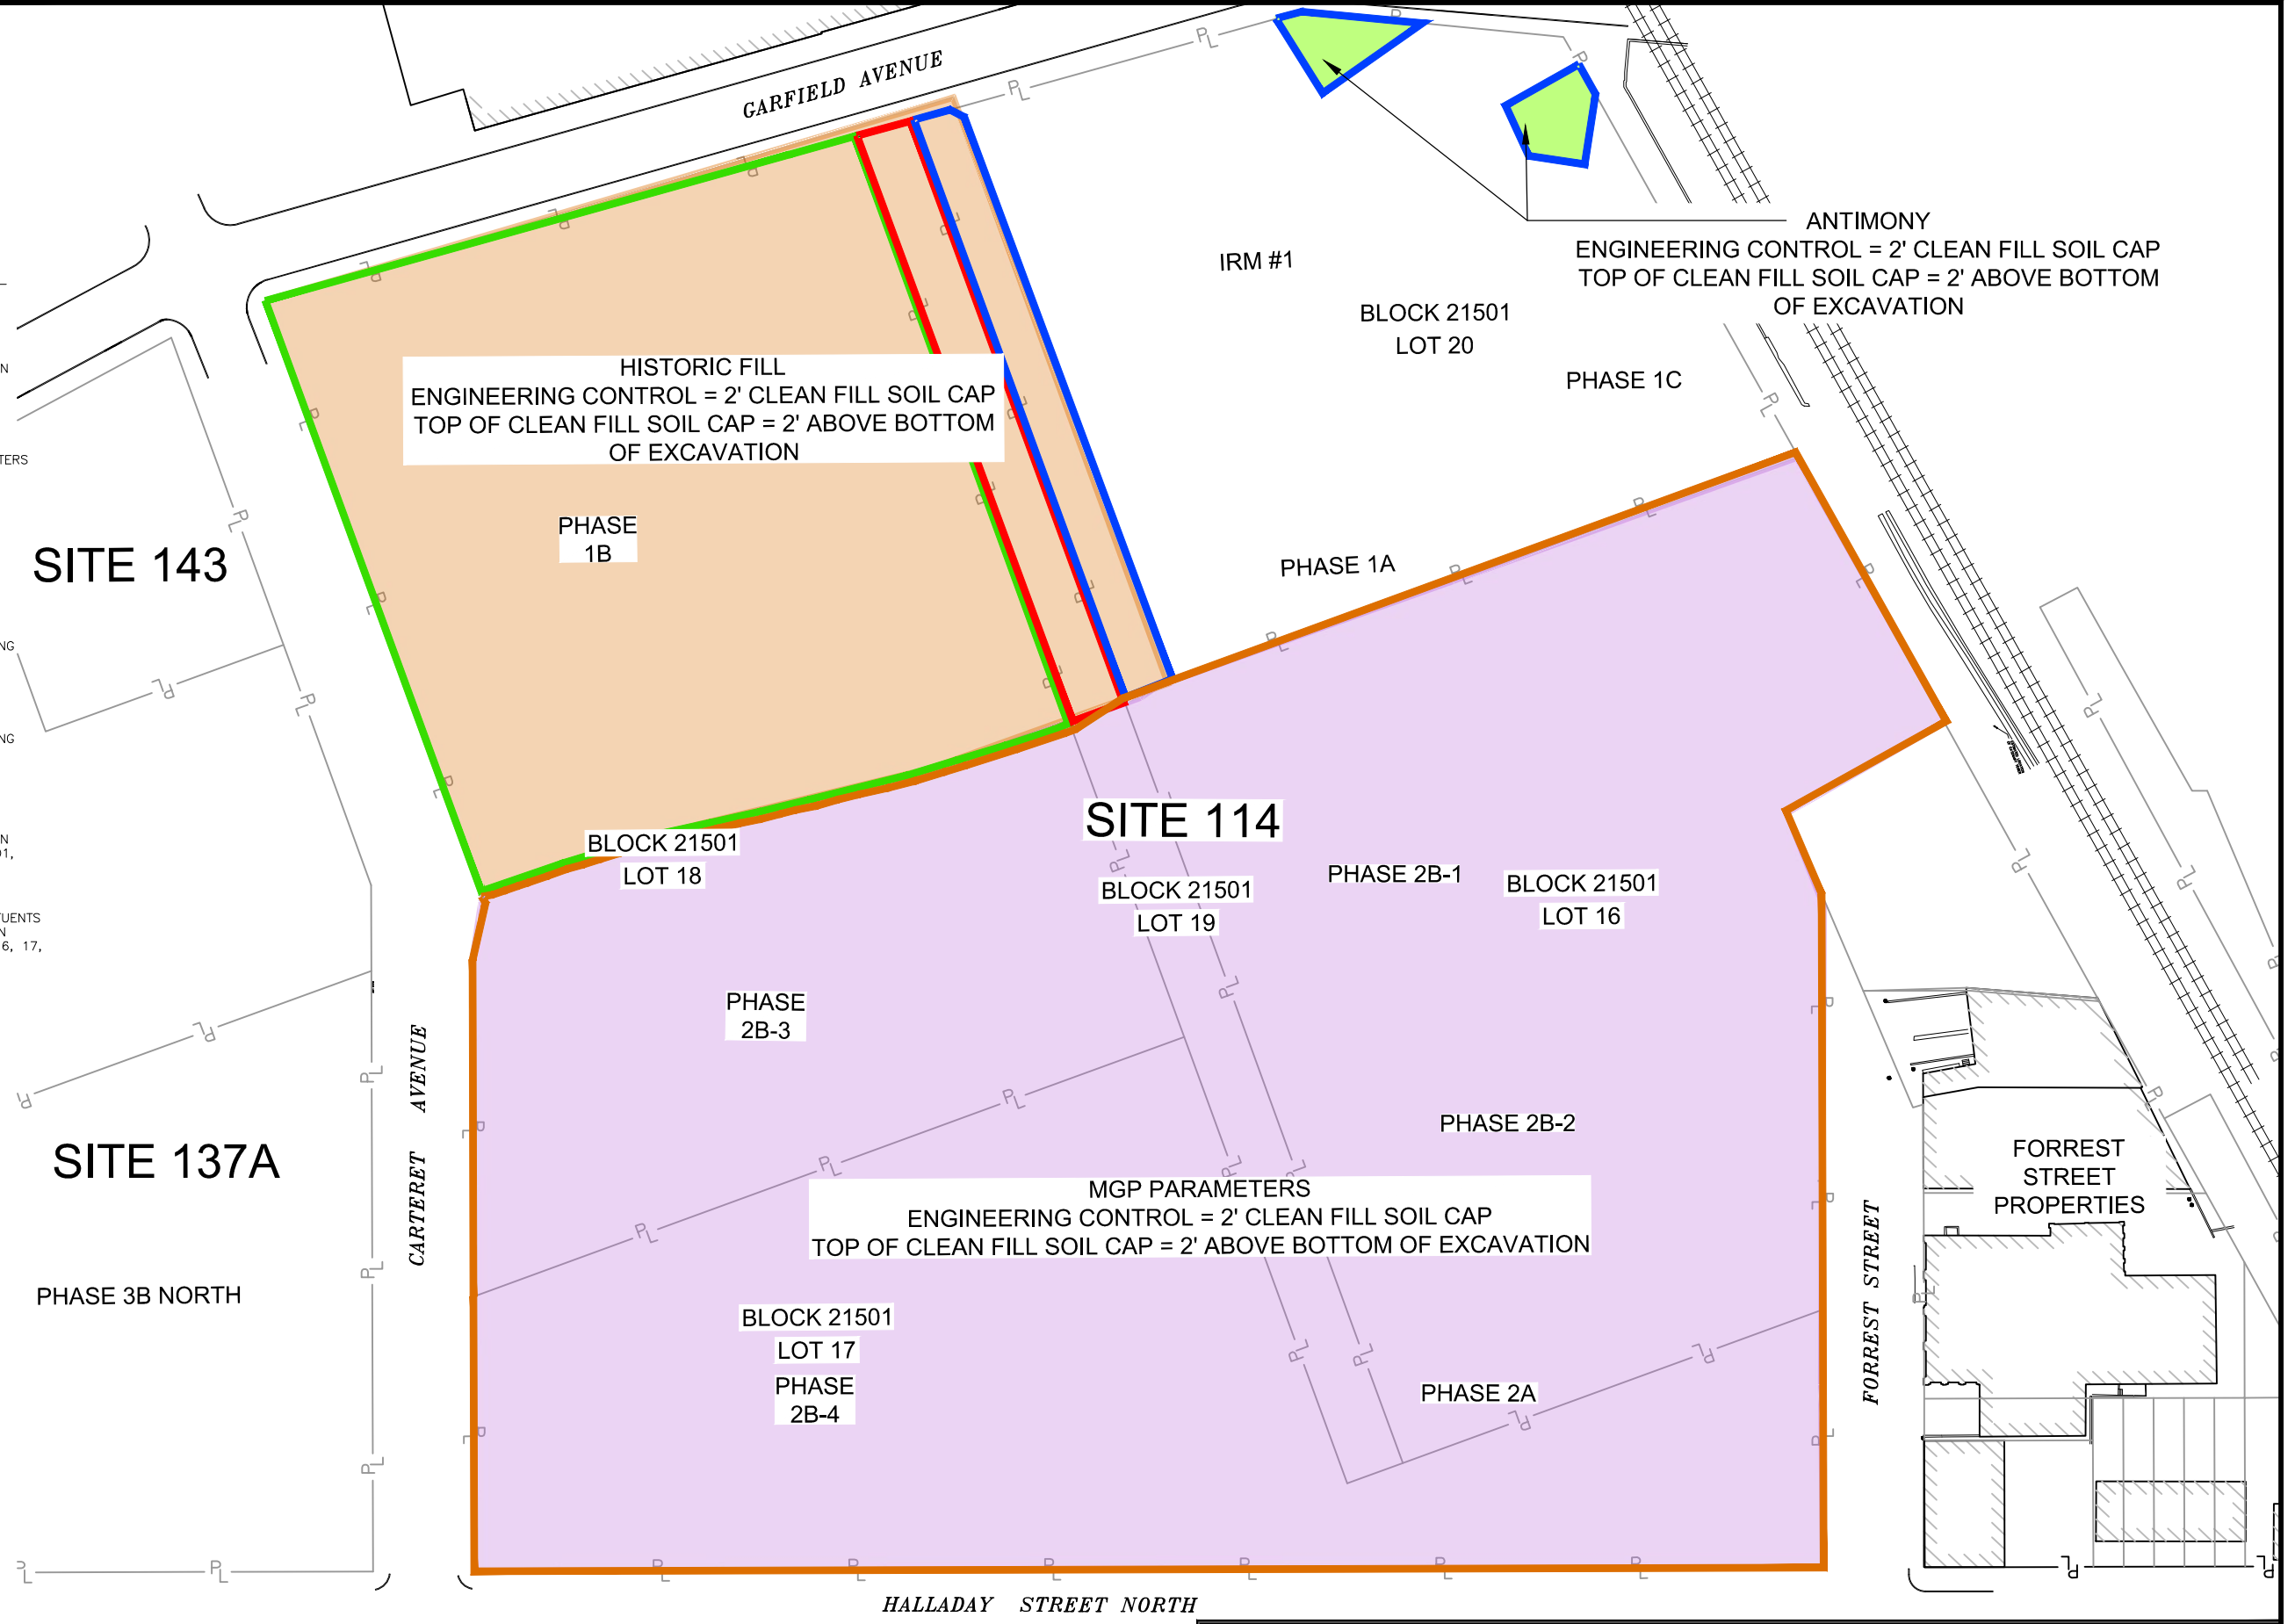 GARFIELD AVENUE
ANTIMONY
ENGINEERING CONTROL = 2' CLEAN FILL SOIL CAP
TOP OF CLEAN FILL SOIL CAP = 2' ABOVE BOTTOM
OF EXCAVATION
IRM #1
BLOCK 21501
LOT 20
PHASE 1C
HISTORIC FILL
ENGINEERING CONTROL = 2' CLEAN FILL SOIL CAP
TOP OF CLEAN FILL SOIL CAP = 2' ABOVE BOTTOM
OF EXCAVATION
PHASE
1B
SITE 143
PHASE 1A
SITE 114
BLOCK 21501
LOT 18
BLOCK 21501
LOT 19
PHASE 2B-1
BLOCK 21501
LOT 16
PHASE
2B-3
CARTERET AVENUE
PHASE 2B-2
SITE 137A
FORREST
STREET
PROPERTIES
MGP PARAMETERS
ENGINEERING CONTROL = 2' CLEAN FILL SOIL CAP
TOP OF CLEAN FILL SOIL CAP = 2' ABOVE BOTTOM OF EXCAVATION
FORREST STREET
PHASE 3B NORTH
BLOCK 21501
LOT 17
PHASE
2B-4
PHASE 2A
HALLADAY STREET NORTH
6, 17,